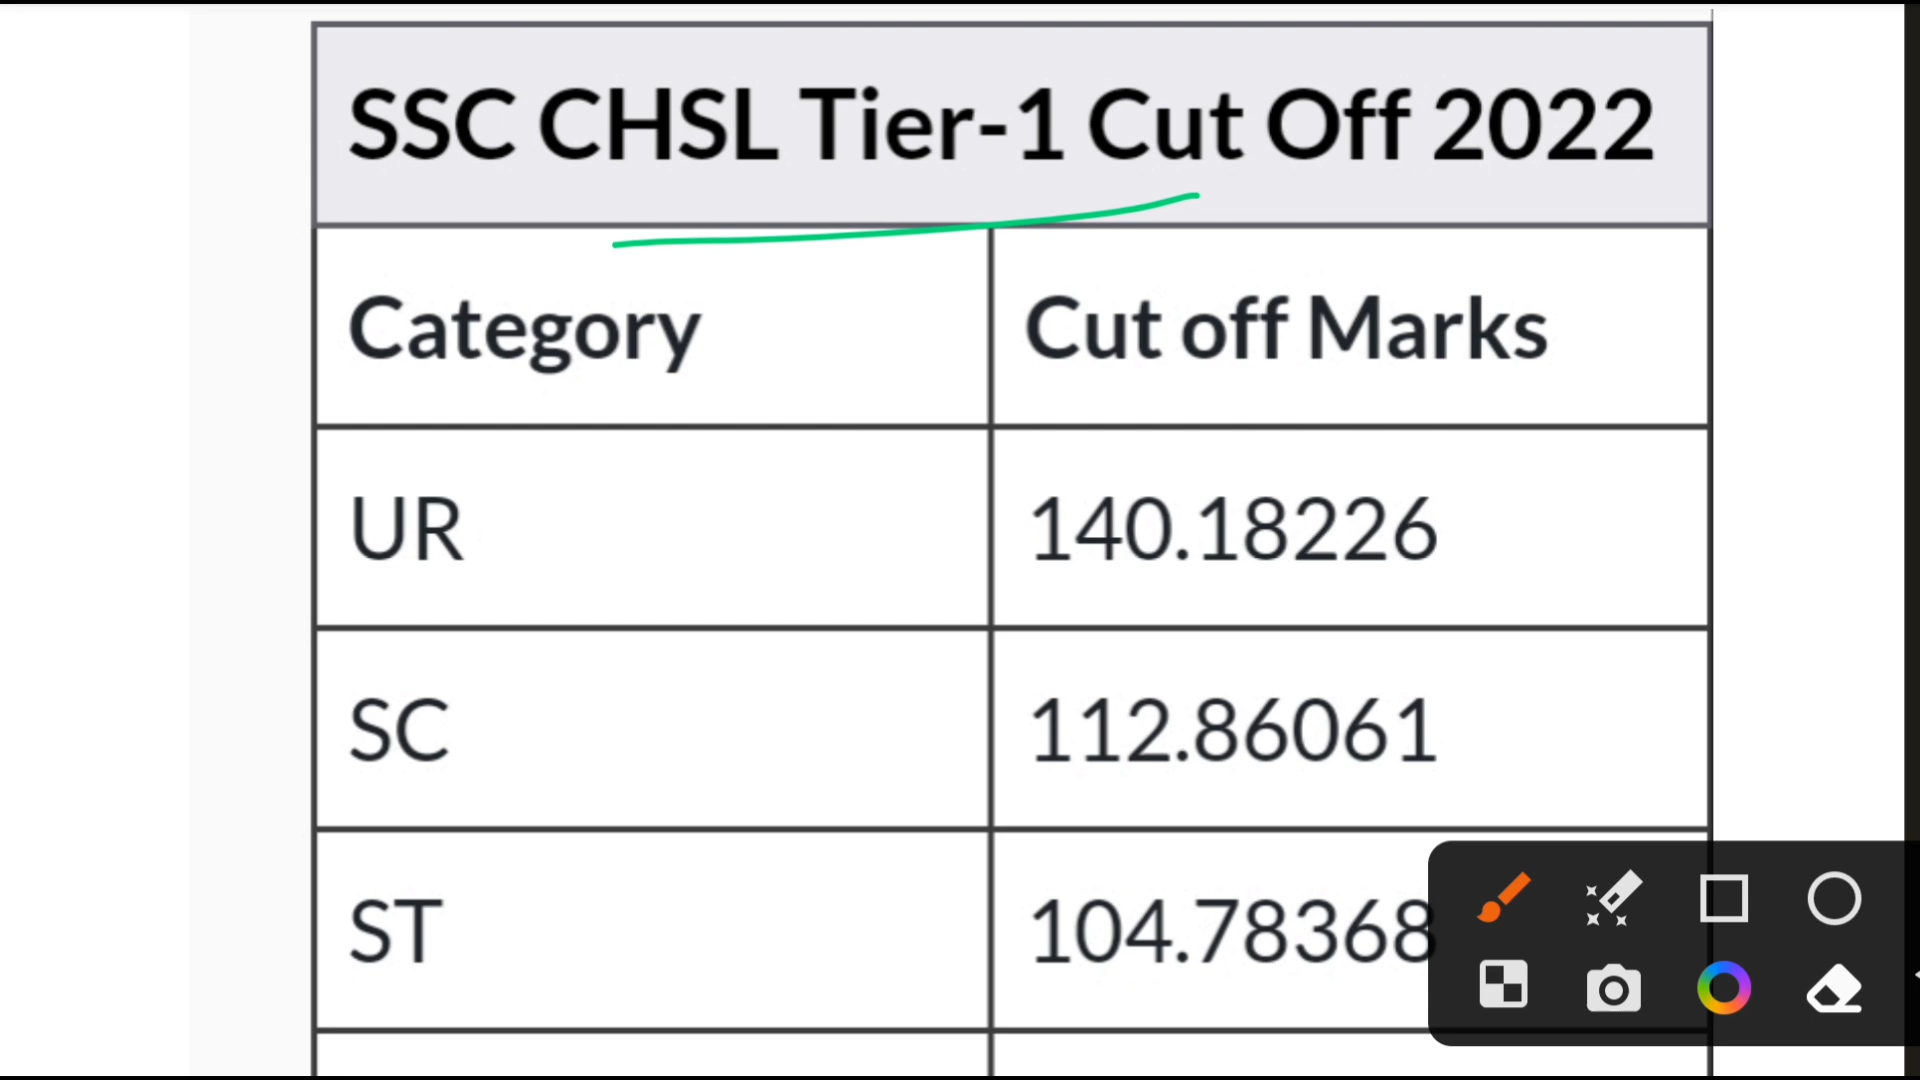 SSC CHSL Tier-1 Cut Off 2022
Category Cut off Marks
UR 140.18226
SC 112.86061
ST 104.78368